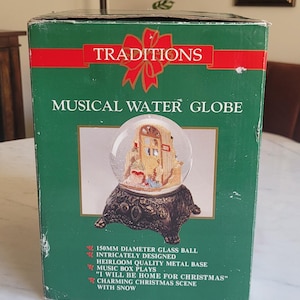 TRADITIONS
MUSICAL WATER GLOBE
150MM DIAMETER GLASS BALL
INTRICATELY DESIGNED
HEIRLOOM QUALITY METAL BASE
MUSIC BOX PLAYS
"I WILL BE HOME FOR CHRISTMAS"
CHARMING CHRISTMAS SCENE
WITH SNOW